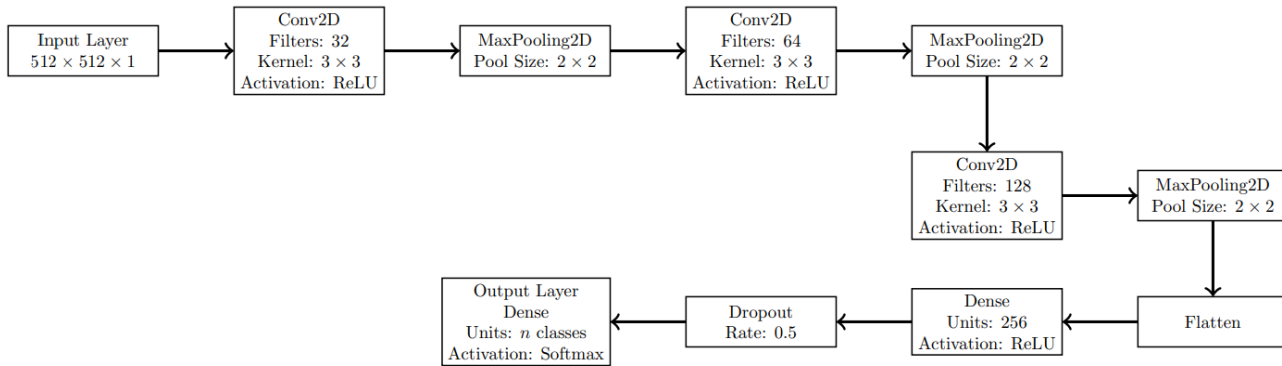 Input Layer
512 × 512 × 1
Conv2D
Filters: 32
Kernel: 3 × 3
Activation: ReLU
MaxPooling2D
Pool Size: 2 × 2
Conv2D
Filters: 64
Kernel: 3 × 3
Activation: ReLU
MaxPooling2D
Pool Size: 2 × 2
Conv2D
Filters: 128
Kernel: 3 × 3
Activation: ReLU
MaxPooling2D
Pool Size: 2 × 2
Flatten
Dense
Units: 256
Activation: ReLU
Dropout
Rate: 0.5
Output Layer
Dense
Units: n classes
Activation: Softmax